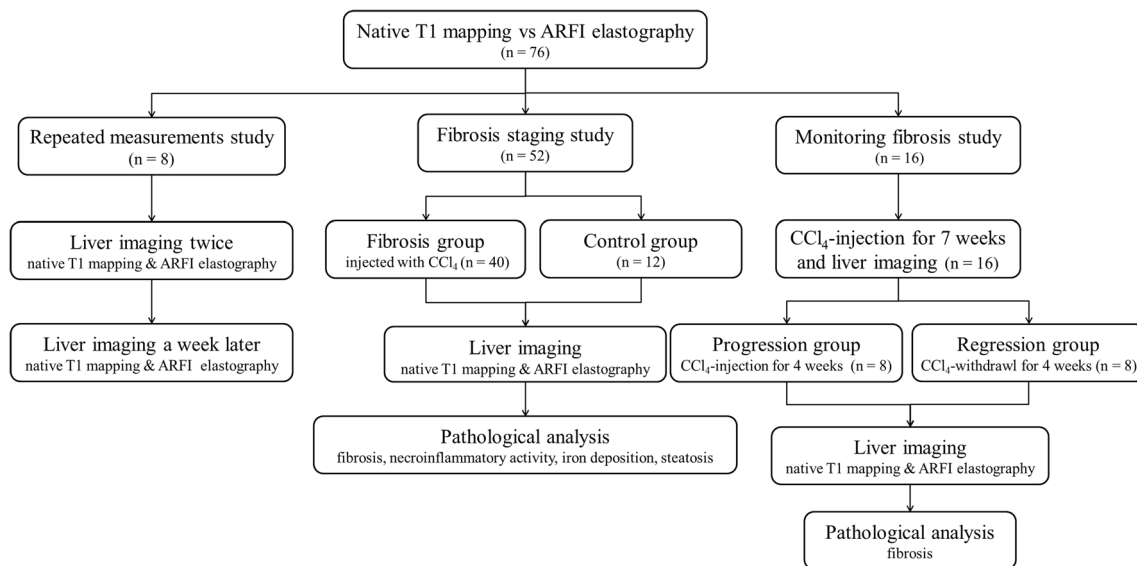 Native T1 mapping vs ARFI elastography
(n = 76)
Repeated measurements study
(n = 8)
Fibrosis staging study
(n = 52)
Monitoring fibrosis study
(n = 16)
Liver imaging twice
native T1 mapping & ARFI elastography
Fibrosis group
injected with CCl₄ (n = 40)
Control group
(n = 12)
CCl₄-injection for 7 weeks
and liver imaging (n = 16)
Liver imaging a week later
native T1 mapping & ARFI elastography
Liver imaging
native T1 mapping & ARFI elastography
Progression group
CCl₄-injection for 4 weeks (n = 8)
Regression group
CCl₄-withdrawl for 4 weeks (n = 8)
Pathological analysis
fibrosis, necroinflammatory activity, iron deposition, steatosis
Liver imaging
native T1 mapping & ARFI elastography
Pathological analysis
fibrosis